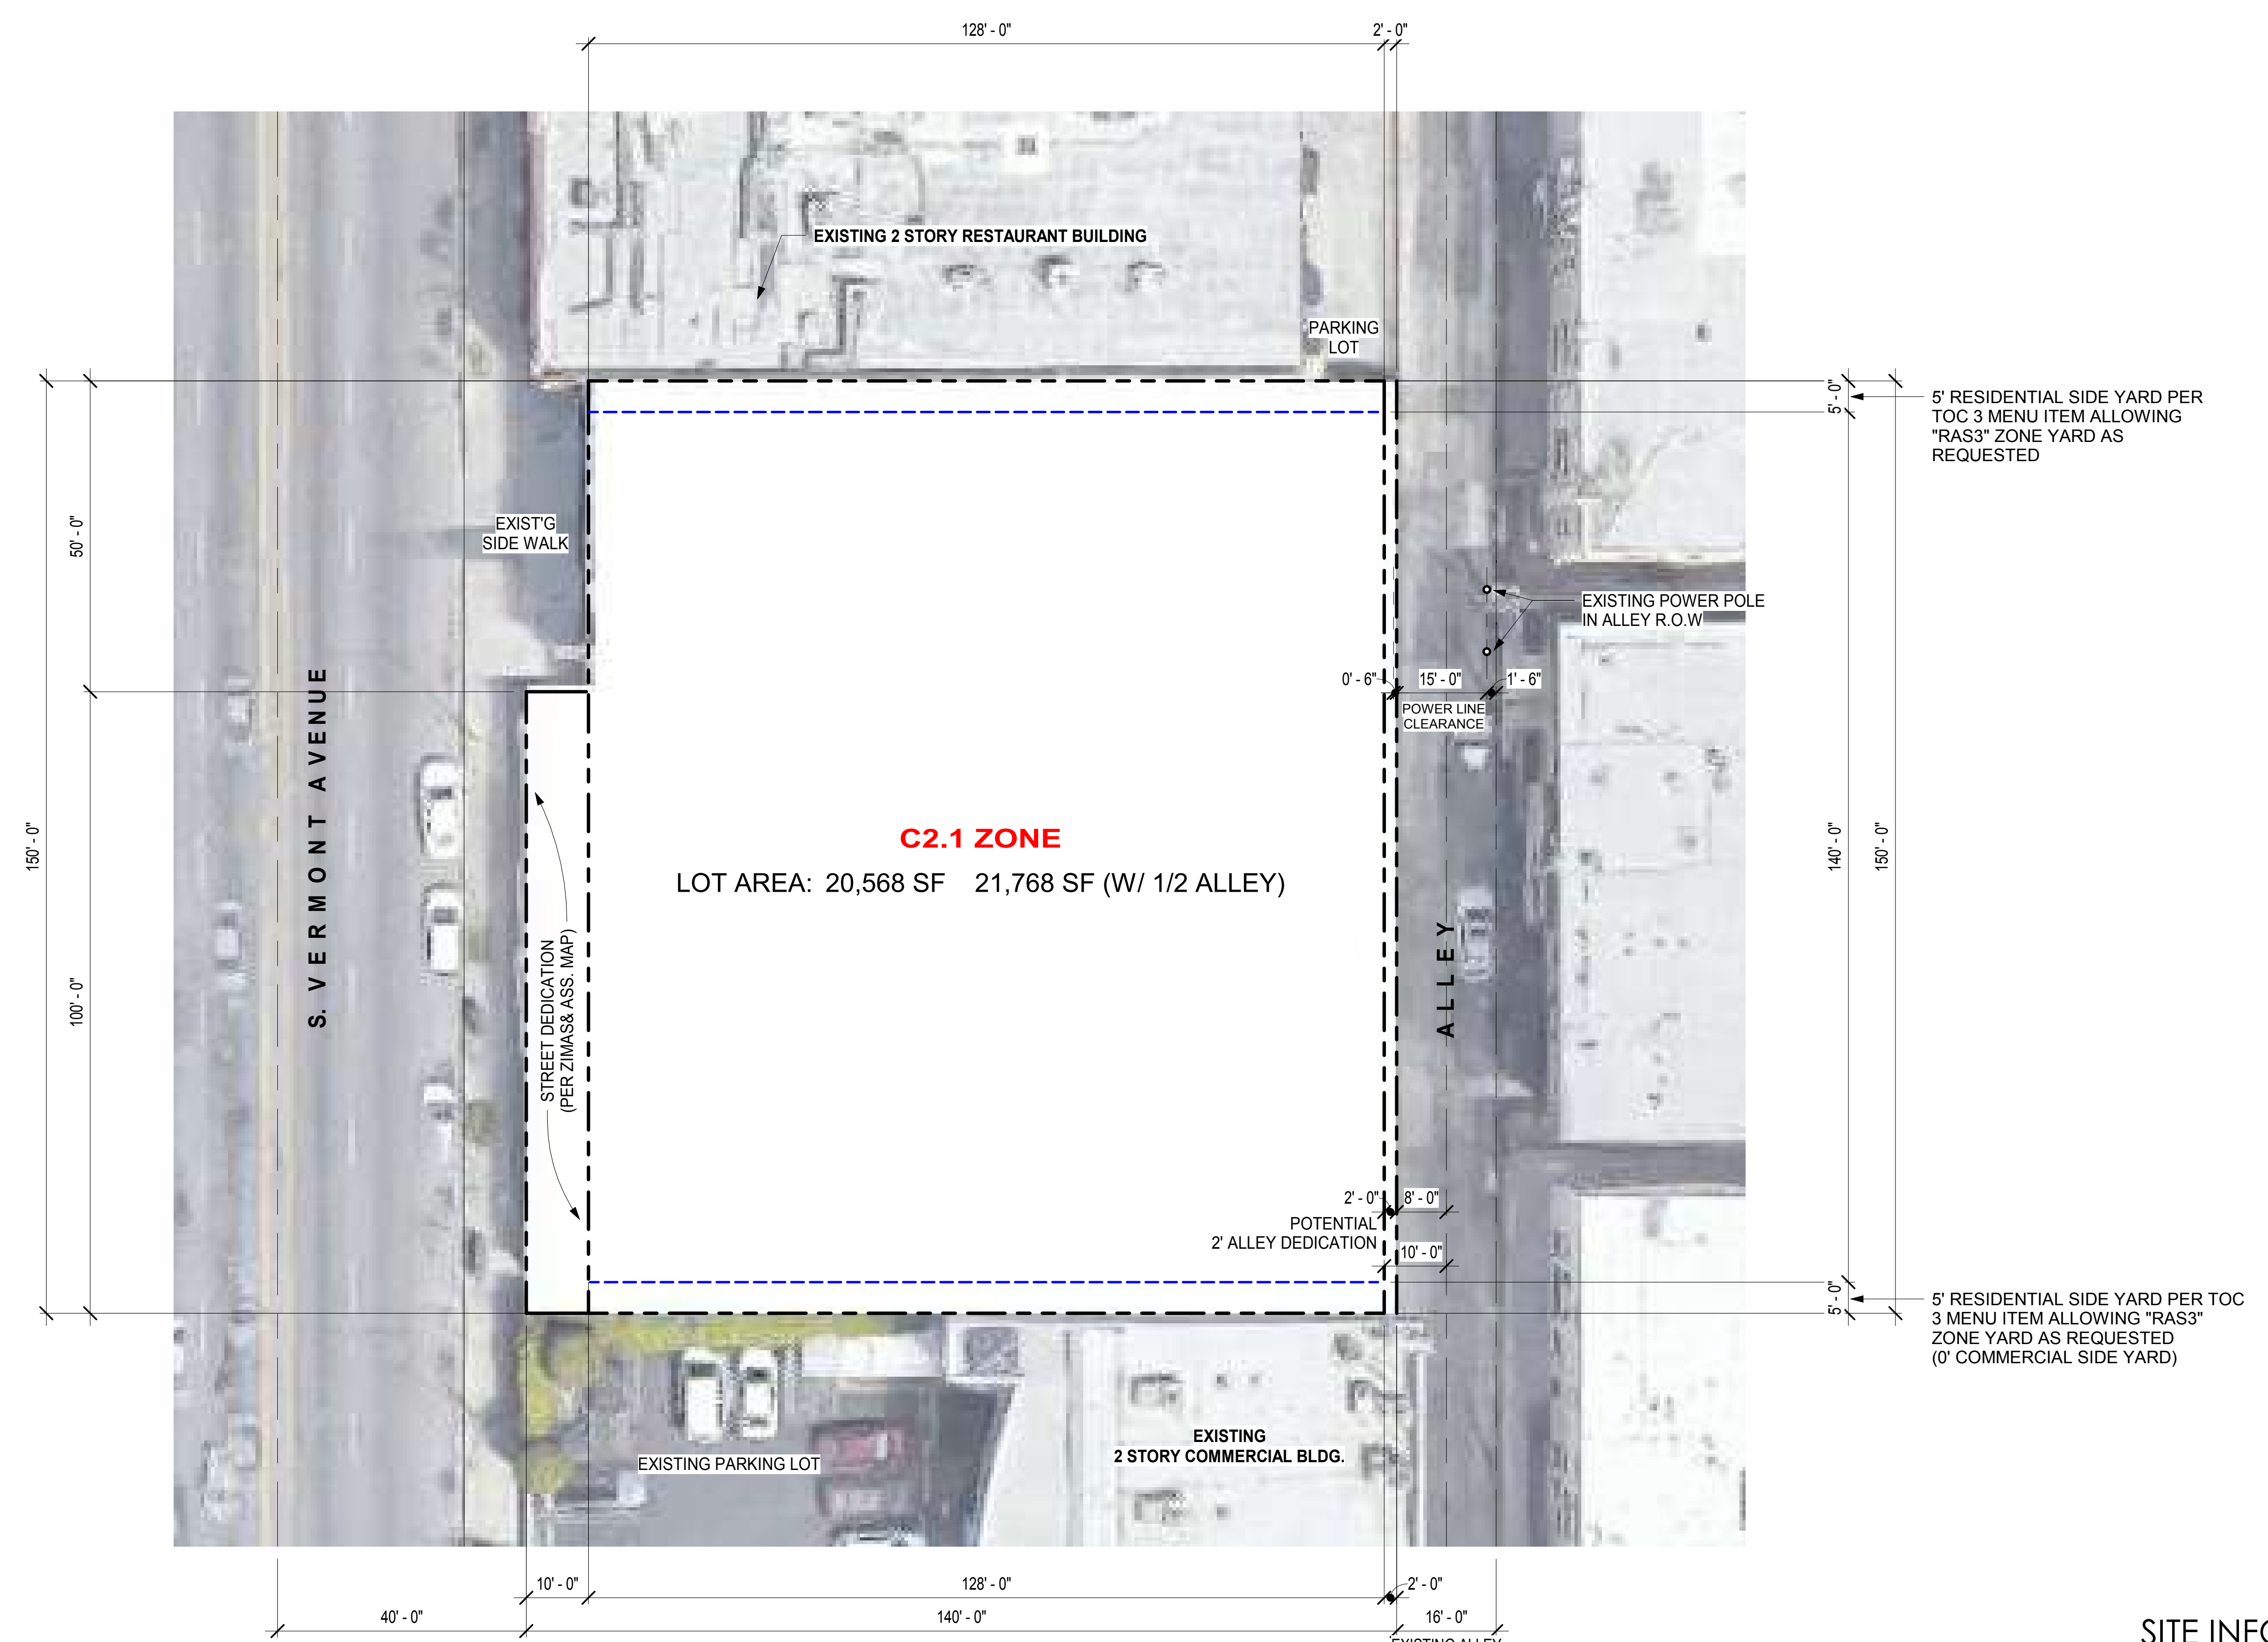 128' - 0"
2' - 0"
EXISTING 2 STORY RESTAURANT BUILDING
PARKING
LOT
5' - 0"
5' RESIDENTIAL SIDE YARD PER
TOC 3 MENU ITEM ALLOWING
"RAS3" ZONE YARD AS
REQUESTED
50' - 0"
EXIST'G
SIDE WALK
EXISTING POWER POLE
IN ALLEY R.O.W
0' - 6"
15' - 0"
1' - 6"
POWER LINE
CLEARANCE
S. VERMONT AVENUE
150' - 0"
C2.1 ZONE
LOT AREA: 20,568 SF 21,768 SF (W/ 1/2 ALLEY)
140' - 0"
150' - 0"
ALLEY
100' - 0"
STREET DEDICATION
(PER ZIMAS& ASS. MAP)
2' - 0"
8' - 0"
POTENTIAL
2' ALLEY DEDICATION
10' - 0"
5' - 0"
5' RESIDENTIAL SIDE YARD PER TOC
3 MENU ITEM ALLOWING "RAS3"
ZONE YARD AS REQUESTED
(0' COMMERCIAL SIDE YARD)
EXISTING
2 STORY COMMERCIAL BLDG.
EXISTING PARKING LOT
10' - 0"
128' - 0"
2' - 0"
40' - 0"
140' - 0"
16' - 0"
EXISTING ALLEY
SITE INFO